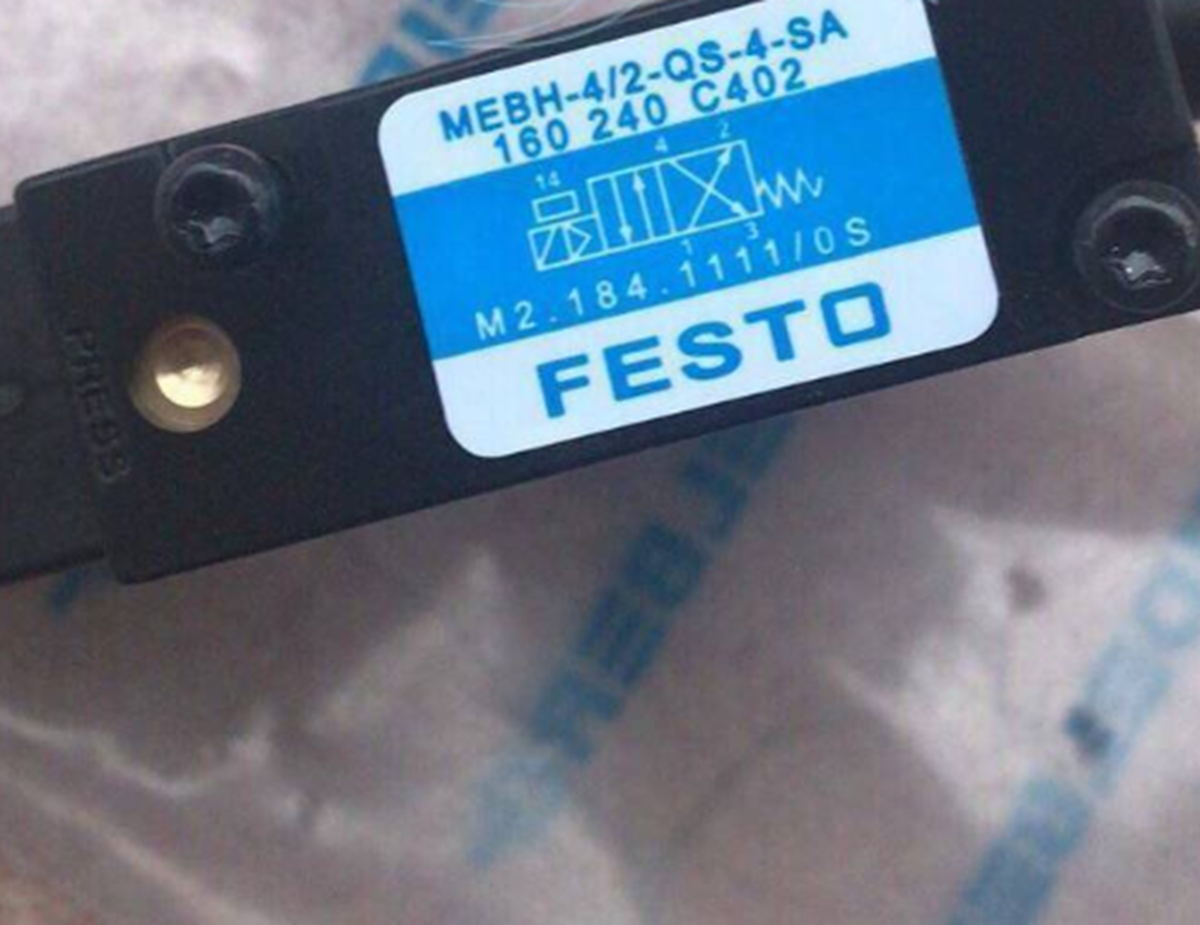 MEBH-4/2-QS-4-SA
160 240 C402
14
4
2
1
3
M2.184.1111/0S
FESTO
PRESS